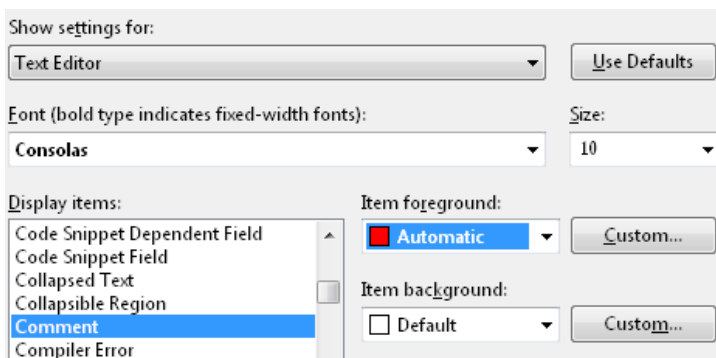 Show settings for:
Text Editor
Use Defaults
Font (bold type indicates fixed-width fonts):
Size:
Consolas
10
Display items:
Item foreground:
Code Snippet Dependent Field
Code Snippet Field
Collapsed Text
Collapsible Region
Comment
Compiler Error
Automatic
Custom...
Item background:
Default
Custom...